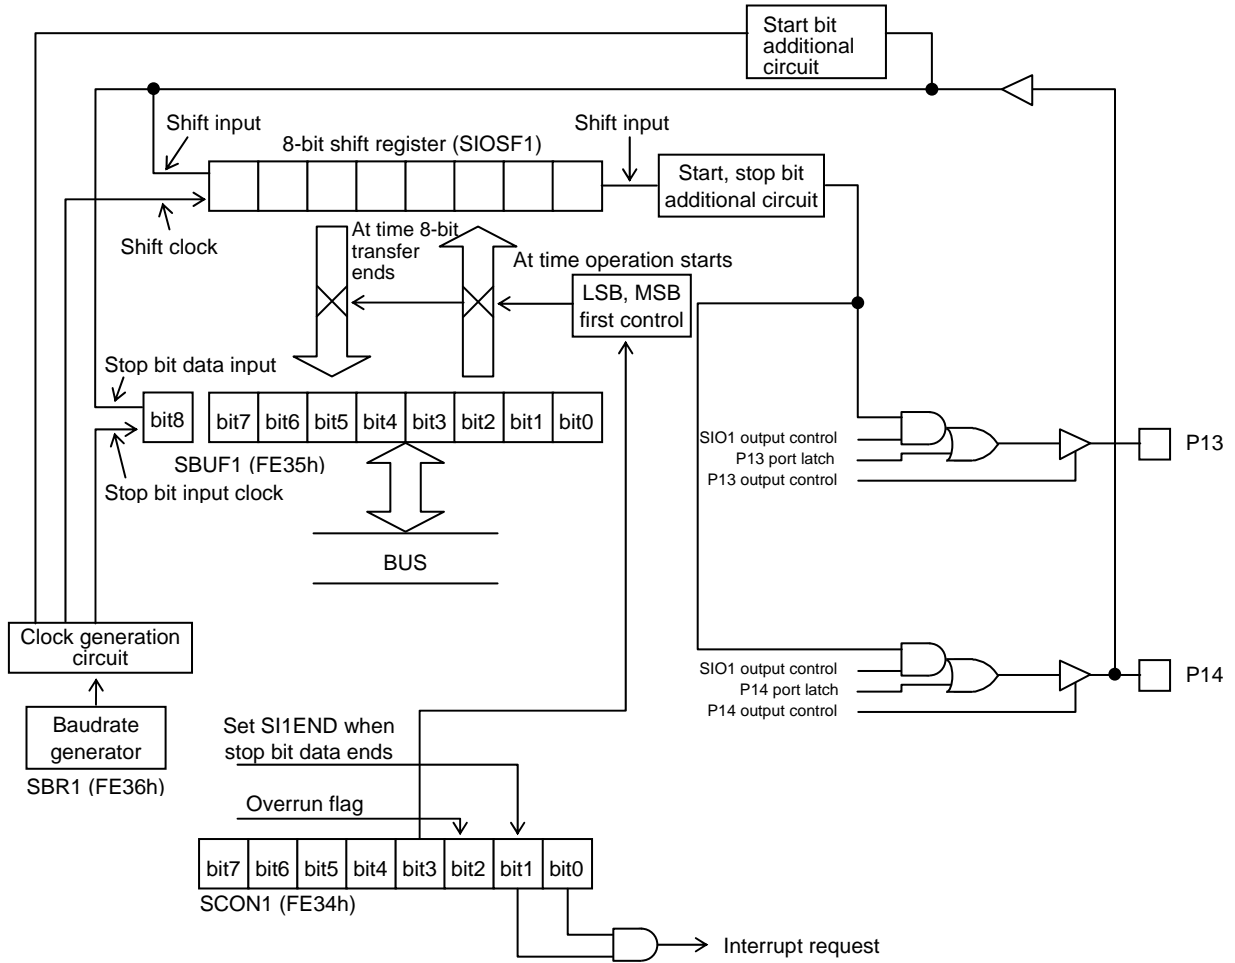 Start bit
additional
circuit
Shift input
8-bit shift register (SIOSF1)
Shift input
Start, stop bit
additional circuit
Shift clock
At time 8-bit
transfer
ends
At time operation starts
LSB, MSB
first control
Stop bit data input
bit8
bit7 bit6 bit5 bit4 bit3 bit2 bit1 bit0
SBUF1 (FE35h)
Stop bit input clock
BUS
SIO1 output control
P13 port latch
P13 output control
P13
Clock generation
circuit
Baudrate
generator
SBR1 (FE36h)
SIO1 output control
P14 port latch
P14 output control
P14
Set SI1END when
stop bit data ends
Overrun flag
bit7 bit6 bit5 bit4 bit3 bit2 bit1 bit0
SCON1 (FE34h)
Interrupt request